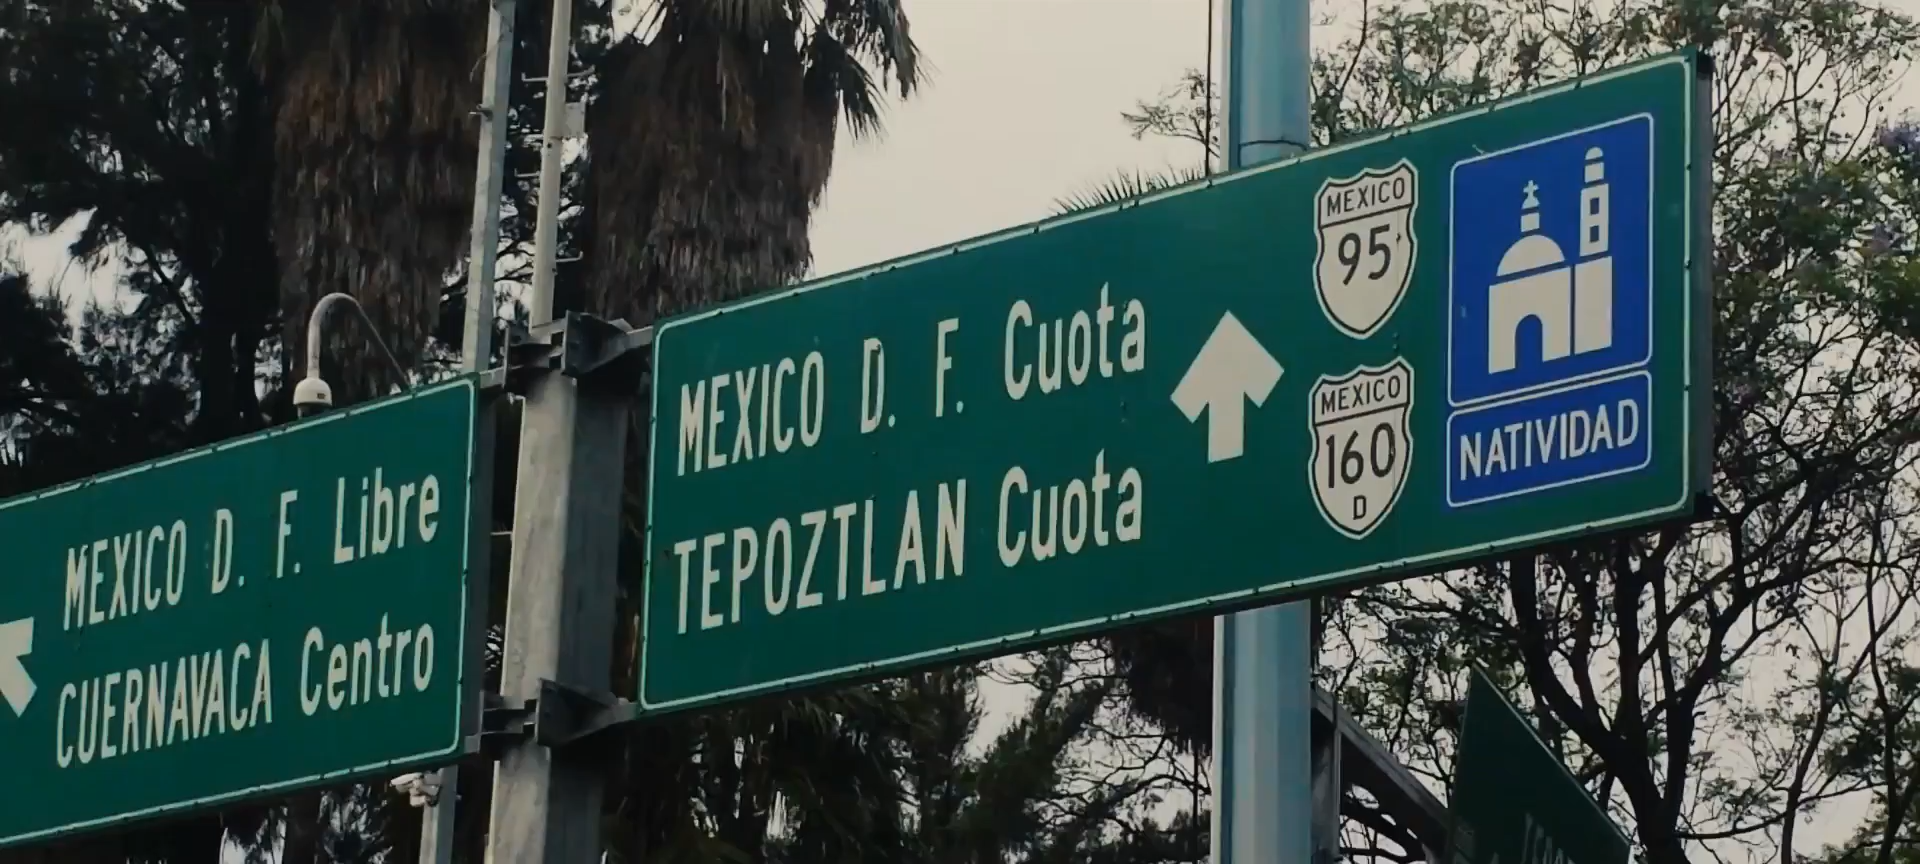 MEXICO D. F. Libre
CUERNAVACA Centro
MEXICO D. F. Cuota
TEPOZTLAN Cuota
MEXICO
95
MEXICO
160
D
NATIVIDAD